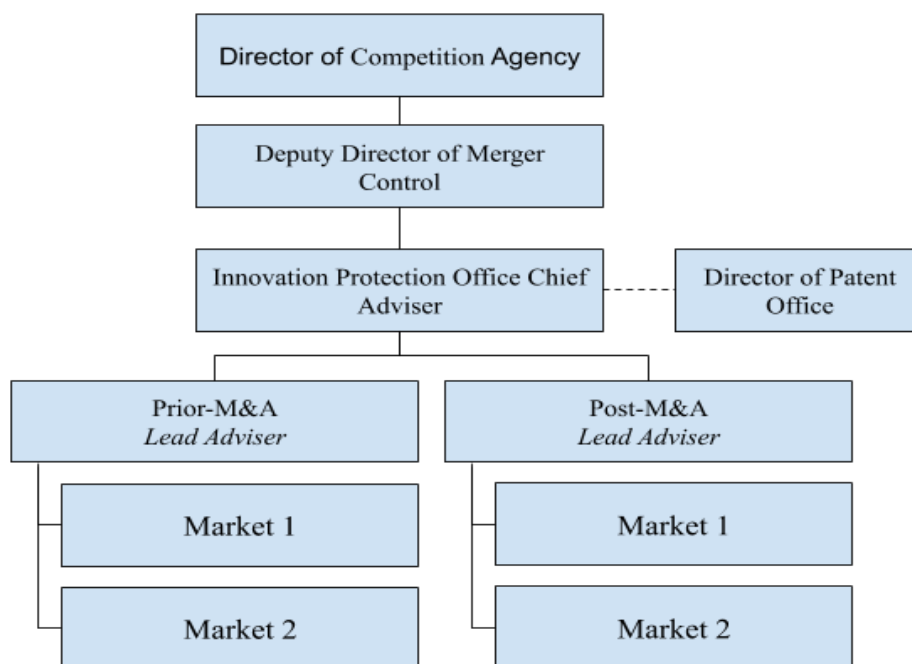 Director of Competition Agency
Deputy Director of Merger
Control
Innovation Protection Office Chief
Adviser
Director of Patent
Office
Prior-M&A
Lead Adviser
Post-M&A
Lead Adviser
Market 1
Market 1
Market 2
Market 2